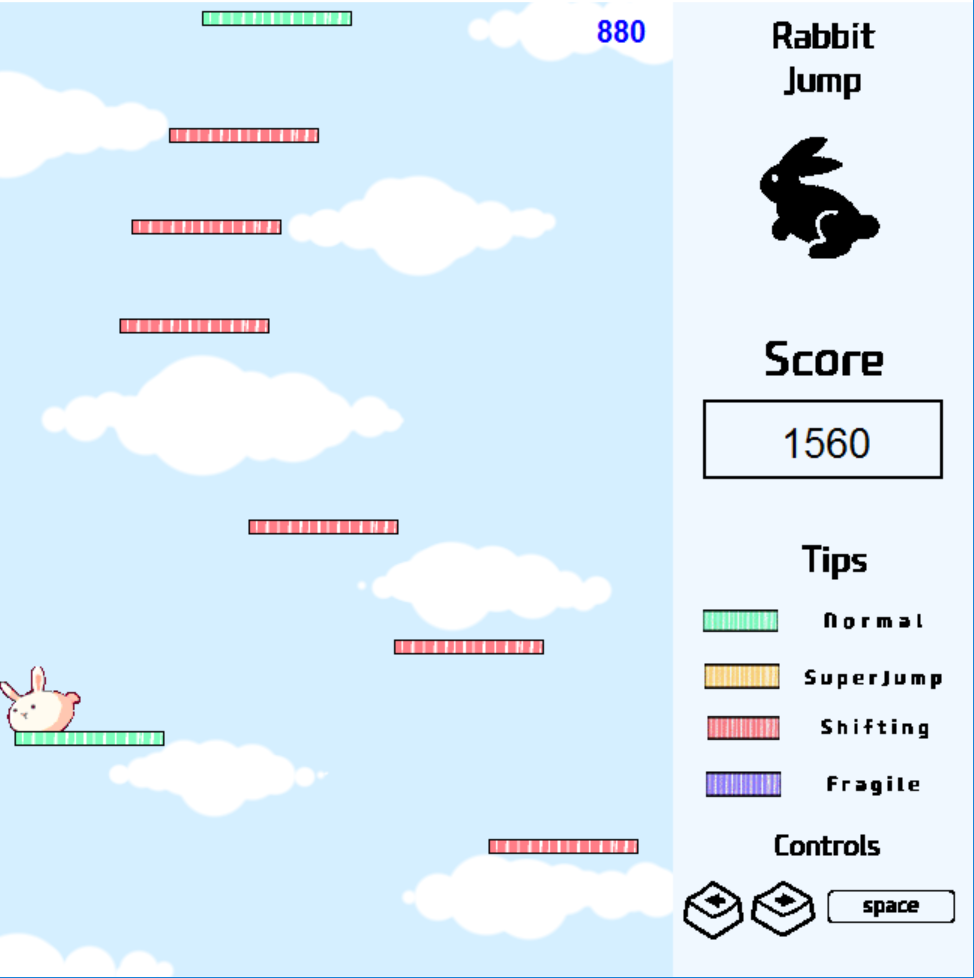 880
Rabbit
Jump
Score
1560
Tips
Normal
SuperJump
Shifting
Fragile
Controls
space